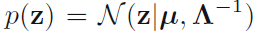 p(𝐳) = 𝒩(𝐳|𝝁, 𝚲⁻¹)